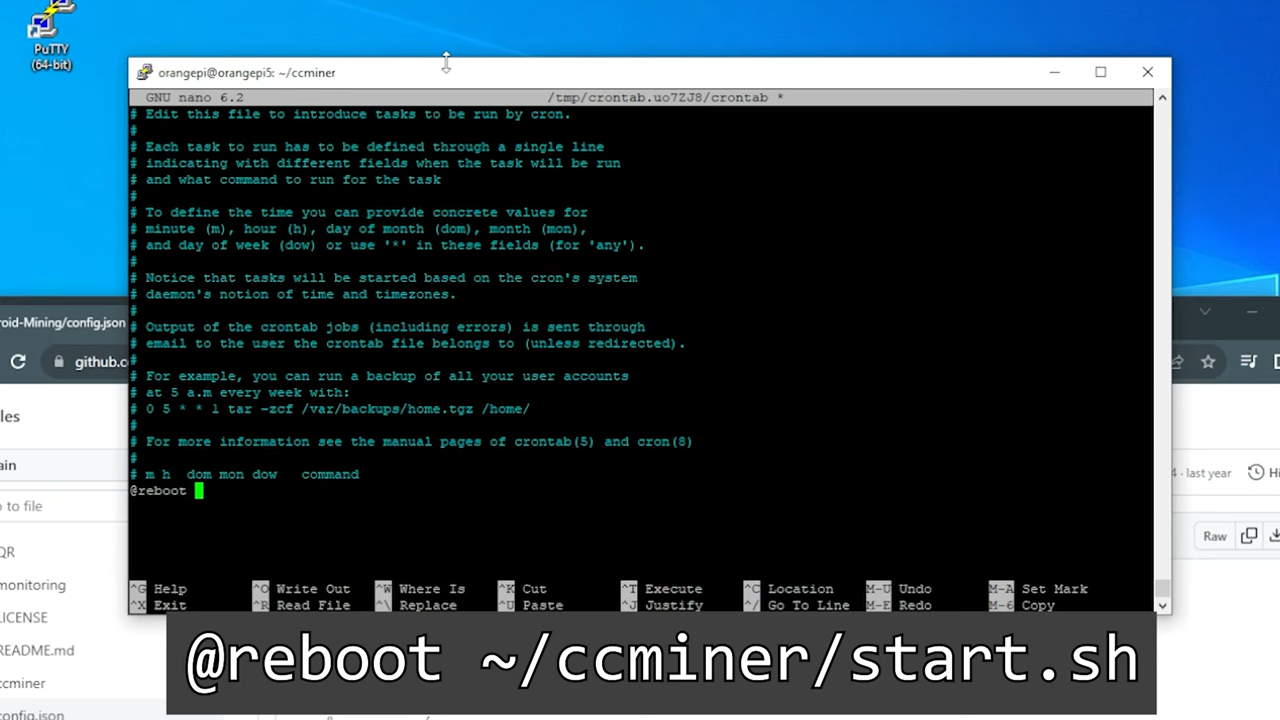 PuTTY
(64-bit)
orangepi@orangepi5: ~/ccminer
GNU nano 6.2 /tmp/crontab.uo7ZJ8/crontab *
# Edit this file to introduce tasks to be run by cron.
#
# Each task to run has to be defined through a single line
# indicating with different fields when the task will be run
# and what command to run for the task
#
# To define the time you can provide concrete values for
# minute (m), hour (h), day of month (dom), month (mon),
# and day of week (dow) or use '*' in these fields (for 'any').
#
# Notice that tasks will be started based on the cron's system
# daemon's notion of time and timezones.
#
# Output of the crontab jobs (including errors) is sent through
# email to the user the crontab file belongs to (unless redirected).
#
# For example, you can run a backup of all your user accounts
# at 5 a.m every week with:
# 0 5 * * 1 tar -zcf /var/backups/home.tgz /home/
#
# For more information see the manual pages of crontab(5) and cron(8)
#
# m h  dom mon dow   command
@reboot
^G Help ^O Write Out ^W Where Is ^K Cut ^T Execute ^C Location M-U Undo M-A Set Mark
^X Exit ^R Read File ^\ Replace ^U Paste ^J Justify ^/ Go To Line M-E Redo M-6 Copy
roid-Mining/config.json
github.c
les
ain
o to file
QR
monitoring
LICENSE
README.md
ccminer
config.json
4 · last year
Hi
Raw
@reboot ~/ccminer/start.sh